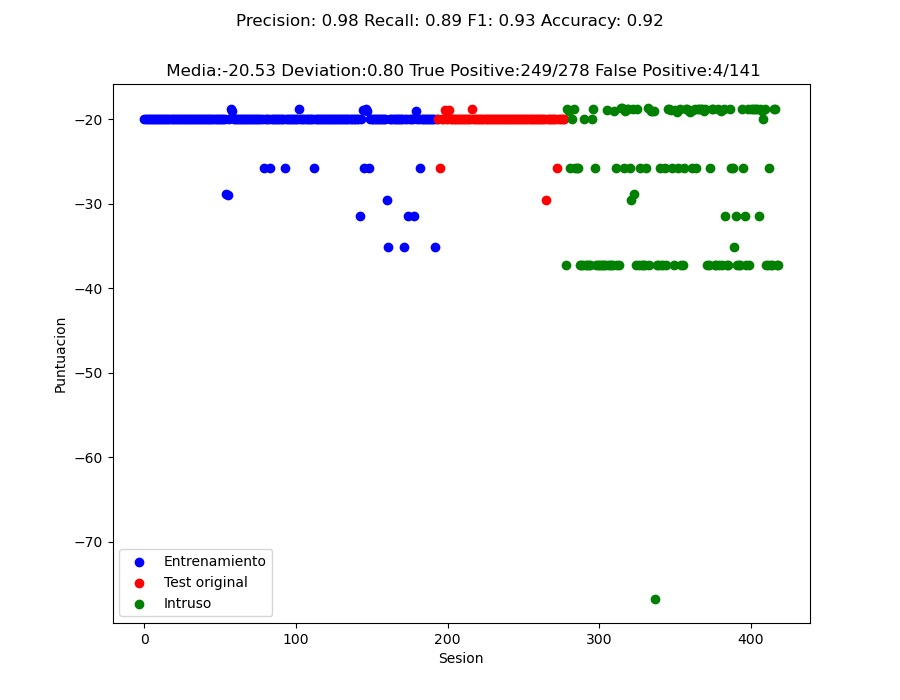 Precision: 0.98 Recall: 0.89 F1: 0.93 Accuracy: 0.92
Media:-20.53 Deviation:0.80 True Positive:249/278 False Positive:4/141
−20
−30
−40
−50
−60
−70
Puntuacion
Entrenamiento
Test original
Intruso
0 100 200 300 400
Sesion